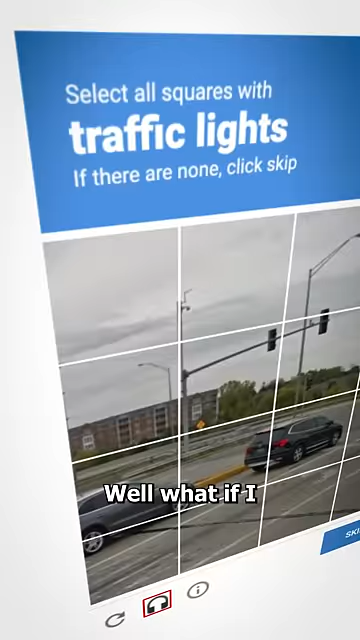 Select all squares with
traffic lights
If there are none, click skip
Well what if I